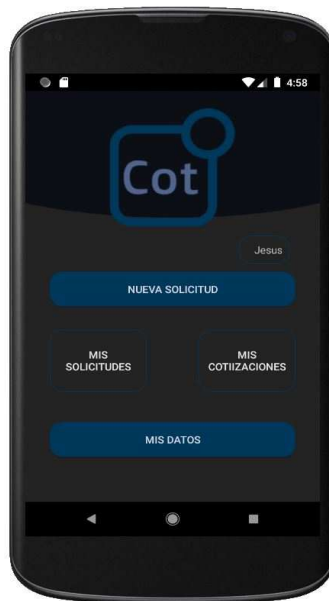 4:58
Cot
Jesus
NUEVA SOLICITUD
MIS
SOLICITUDES
MIS
COTIIZACIONES
MIS DATOS